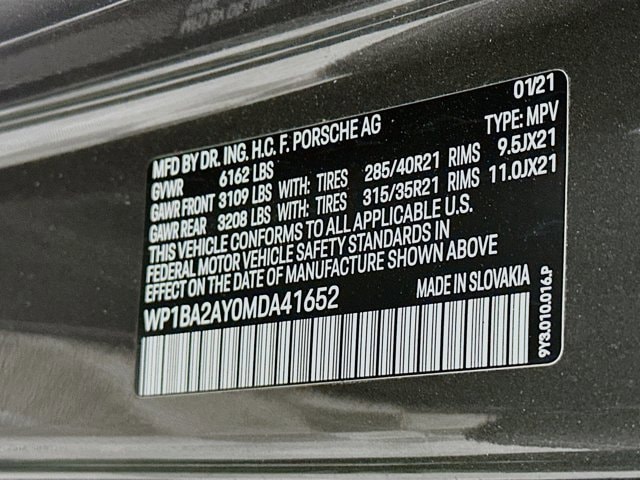 01/21
MFD BY DR. ING. H.C. F. PORSCHE AG TYPE: MPV
GVWR 6162 LBS
GAWR FRONT 3109 LBS WITH: TIRES 285/40R21 RIMS 9.5JX21
GAWR REAR 3208 LBS WITH: TIRES 315/35R21 RIMS 11.0JX21
THIS VEHICLE CONFORMS TO ALL APPLICABLE U.S.
FEDERAL MOTOR VEHICLE SAFETY STANDARDS IN
EFFECT ON THE DATE OF MANUFACTURE SHOWN ABOVE
WP1BA2AY0MDA41652 MADE IN SLOVAKIA
9Y3.010.016.P